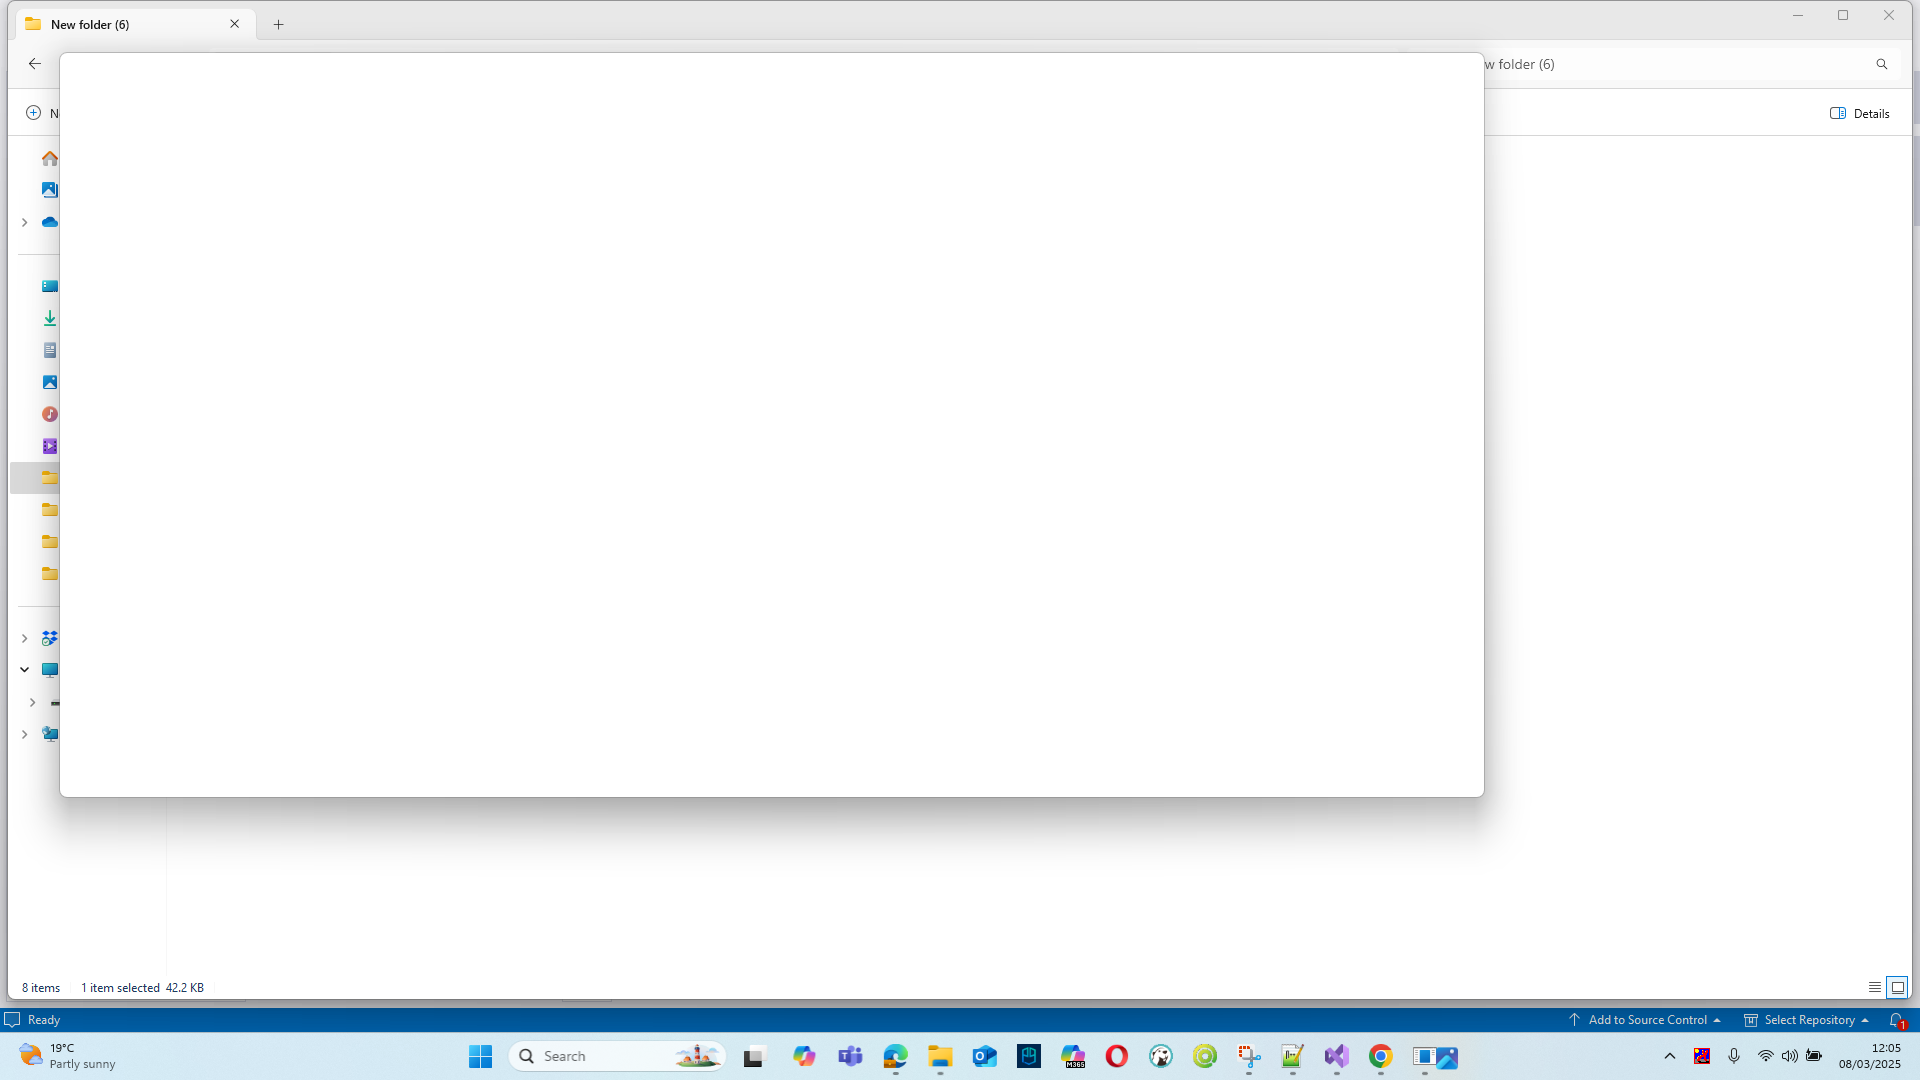 New folder (6)
w folder (6)
Details
8 items
1 item selected 42.2 KB
Ready
Add to Source Control
Select Repository
1
19°C
Partly sunny
Search
M365
12:05
08/03/2025